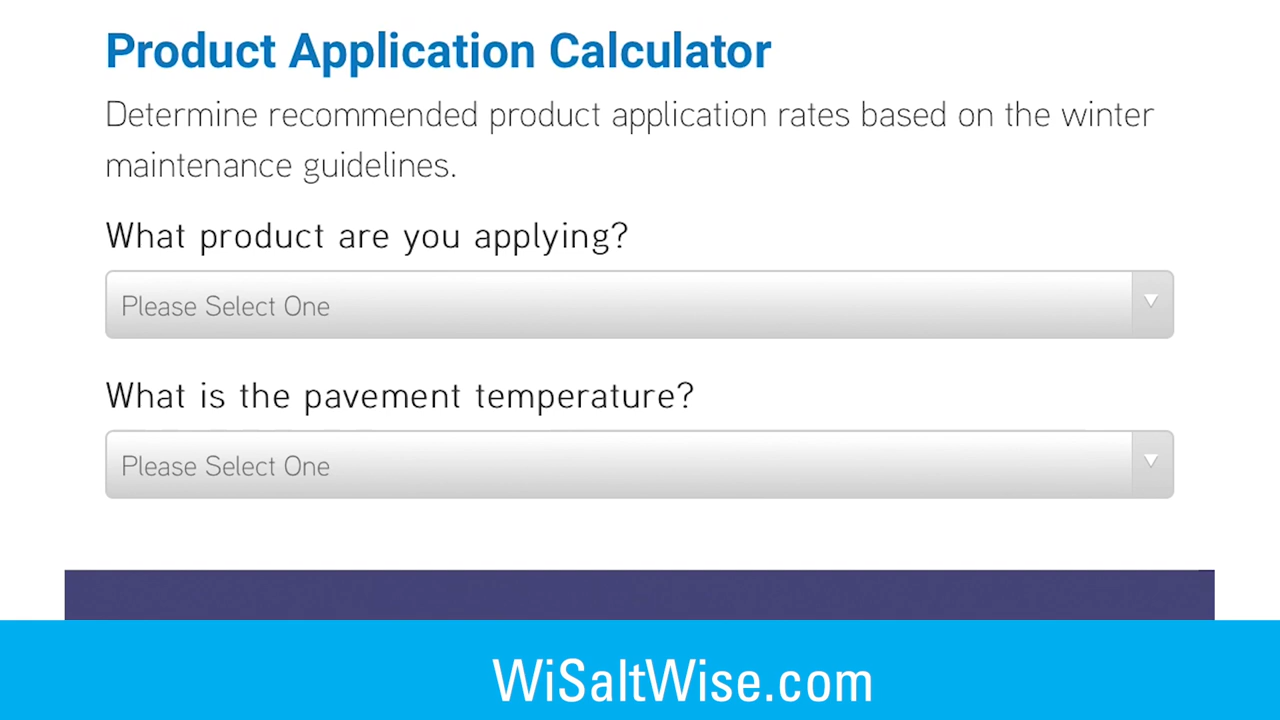 Product Application Calculator
Determine recommended product application rates based on the winter
maintenance guidelines.
What product are you applying?
Please Select One
What is the pavement temperature?
Please Select One
WiSaltWise.com